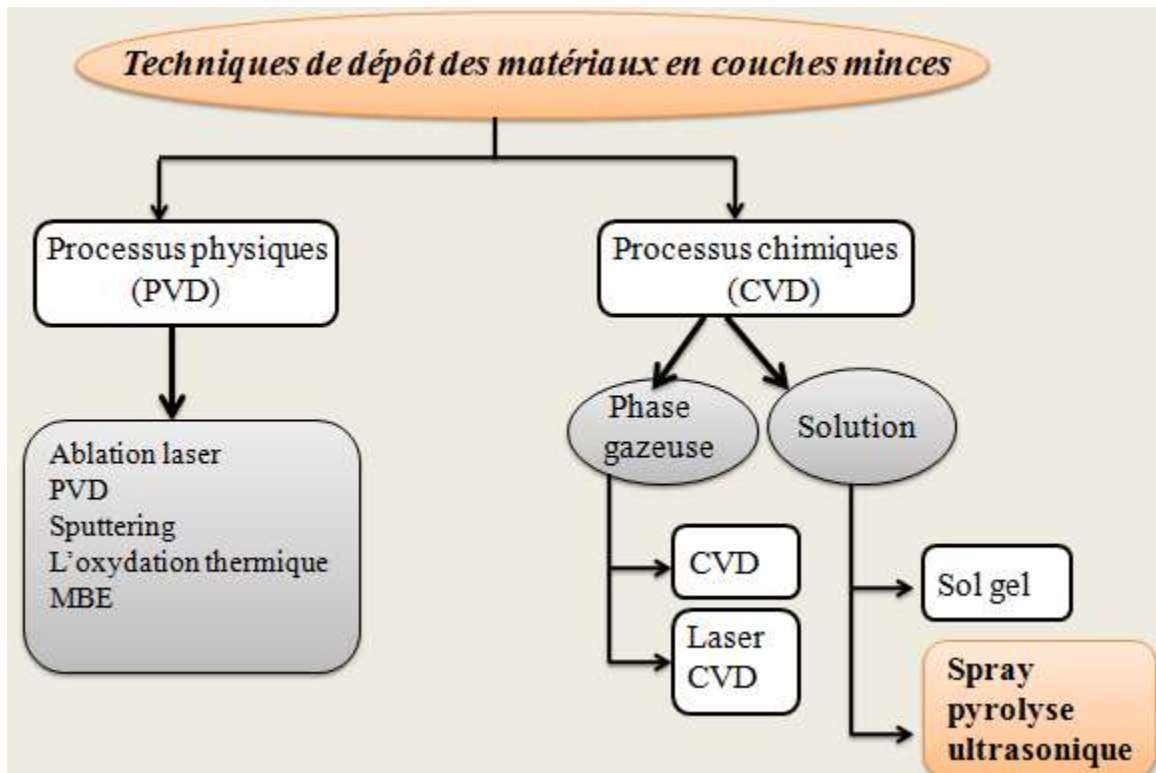 Techniques de dépôt des matériaux en couches minces
Processus physiques
(PVD)
Ablation laser
PVD
Sputtering
L'oxydation thermique
MBE
Processus chimiques
(CVD)
Phase
gazeuse
CVD
Laser
CVD
Solution
Sol gel
Spray
pyrolyse
ultrasonique